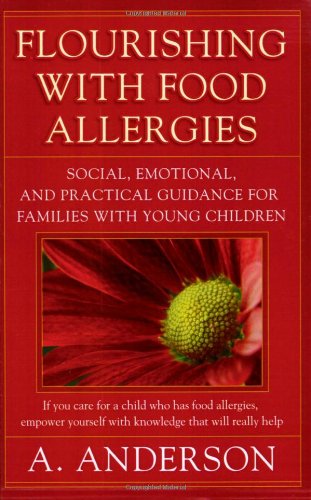 FLOURISHING
WITH FOOD
ALLERGIES
SOCIAL, EMOTIONAL,
AND PRACTICAL GUIDANCE FOR
FAMILIES WITH YOUNG CHILDREN
If you care for a child who has food allergies,
empower yourself with knowledge that will really help
A. ANDERSON